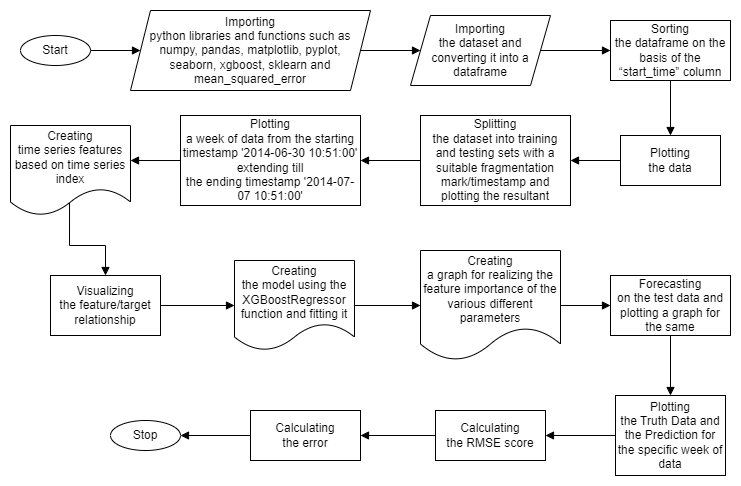 Start
Importing
python libraries and functions such as
numpy, pandas, matplotlib, pyplot,
seaborn, xgboost, sklearn and
mean_squared_error
Importing
the dataset and
converting it into a
dataframe
Sorting
the dataframe on the
basis of the
“start_time” column
Plotting
the data
Splitting
the dataset into training
and testing sets with a
suitable fragmentation
mark/timestamp and
plotting the resultant
Plotting
a week of data from the starting
timestamp '2014-06-30 10:51:00'
extending till
the ending timestamp '2014-07-
07 10:51:00'
Creating
time series features
based on time series
index
Visualizing
the feature/target
relationship
Creating
the model using the
XGBoostRegressor
function and fitting it
Creating
a graph for realizing the
feature importance of the
various different
parameters
Forecasting
on the test data and
plotting a graph for
the same
Plotting
the Truth Data and
the Prediction for
the specific week of
data
Calculating
the RMSE score
Calculating
the error
Stop